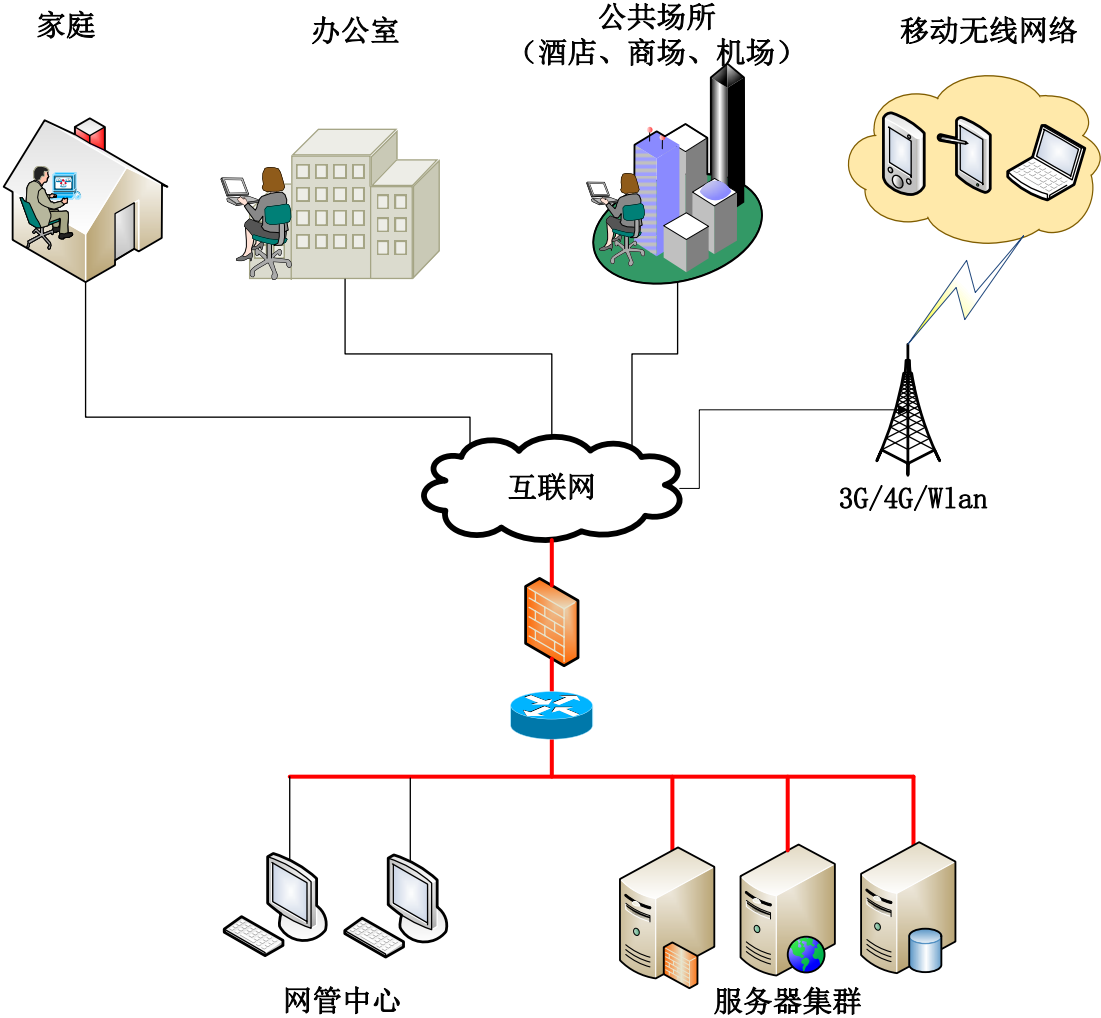 家庭
办公室
公共场所
（酒店、商场、机场）
移动无线网络
互联网
3G/4G/Wlan
网管中心
服务器集群